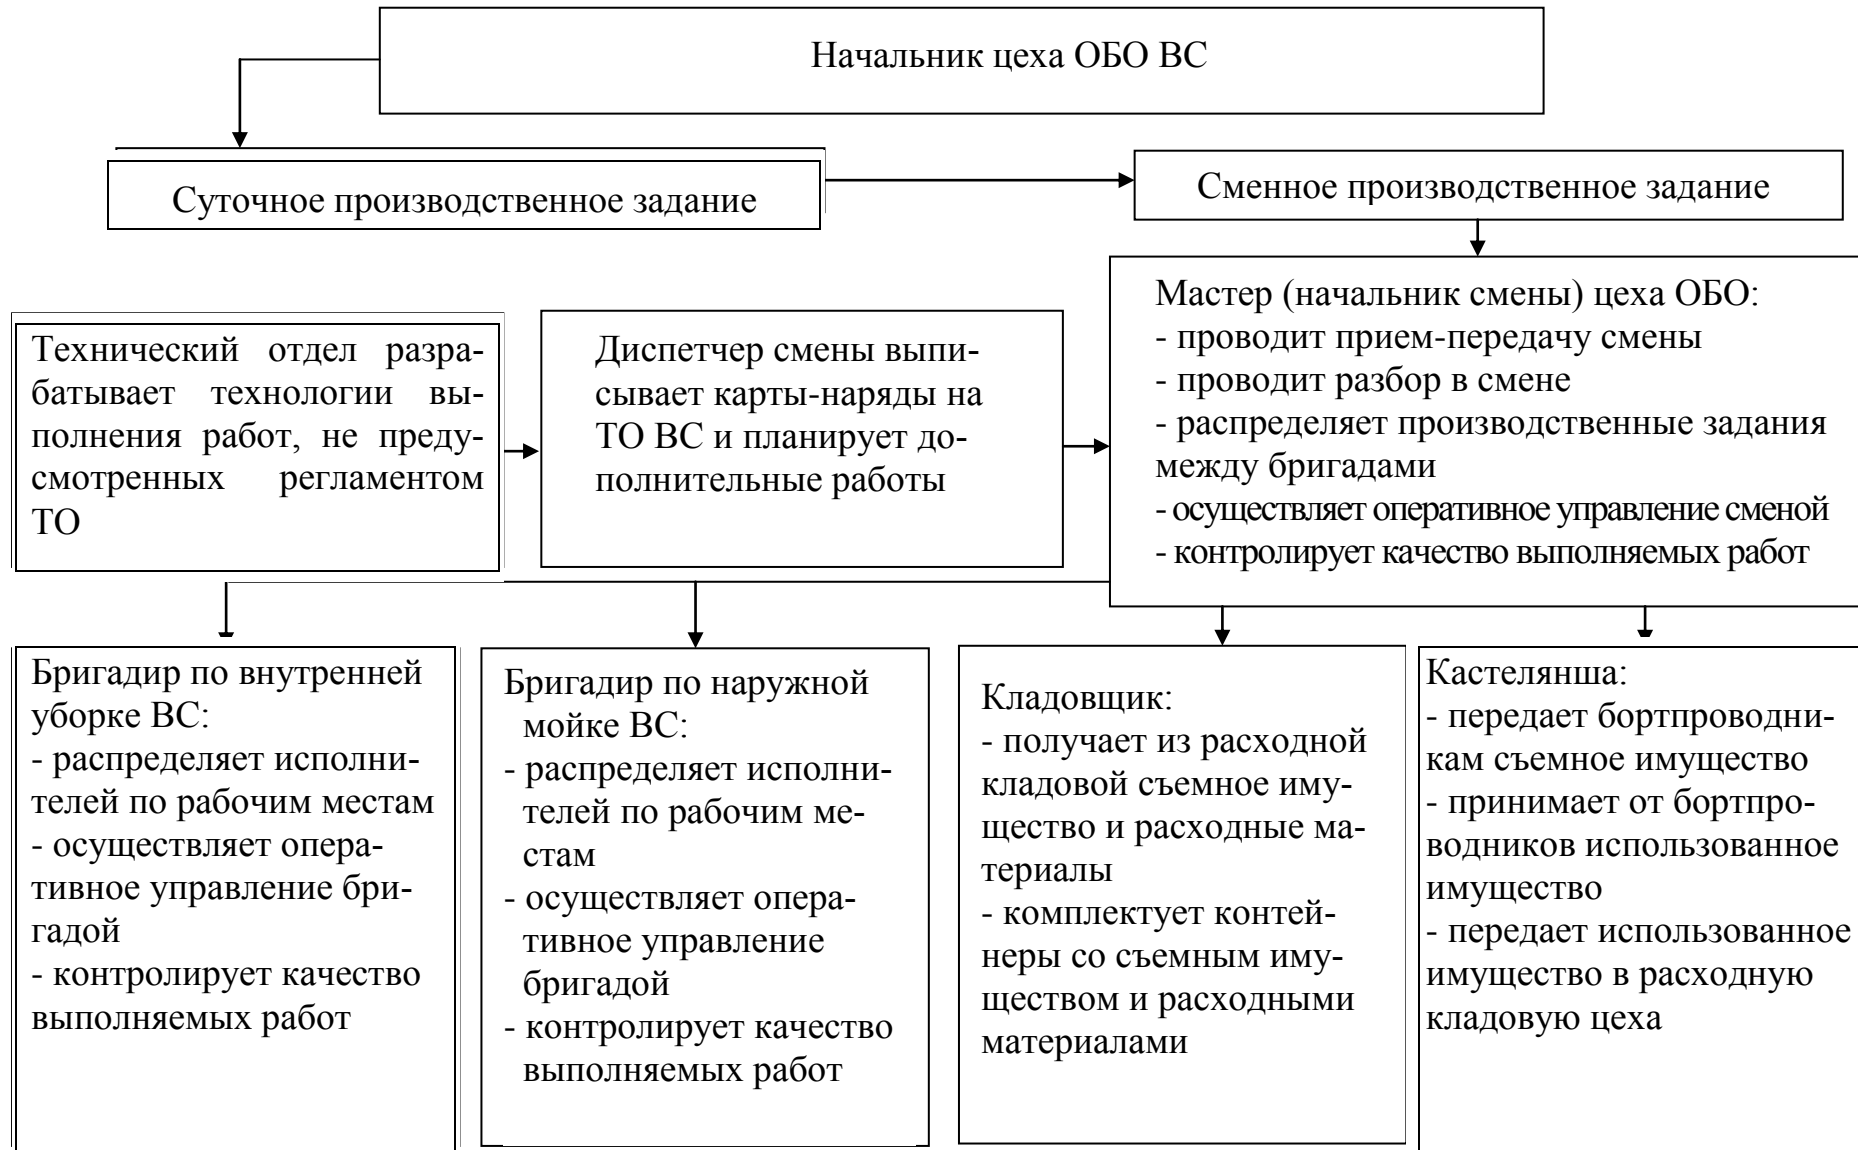 Начальник цеха ОБО ВС
Суточное производственное задание
Сменное производственное задание
Технический отдел разра-
батывает технологии вы-
полнения работ, не преду-
смотренных регламентом
ТО
Диспетчер смены выпи-
сывает карты-наряды на
ТО ВС и планирует до-
полнительные работы
Мастер (начальник смены) цеха ОБО:
- проводит прием-передачу смены
- проводит разбор в смене
- распределяет производственные задания
между бригадами
- осуществляет оперативное управление сменой
- контролирует качество выполняемых работ
Бригадир по внутренней
уборке ВС:
- распределяет исполни-
телей по рабочим местам
- осуществляет опера-
тивное управление бри-
гадой
- контролирует качество
выполняемых работ
Бригадир по наружной
мойке ВС:
- распределяет исполни-
телей по рабочим ме-
стам
- осуществляет опера-
тивное управление
бригадой
- контролирует качество
выполняемых работ
Кладовщик:
- получает из расходной
кладовой съемное иму-
щество и расходные ма-
териалы
- комплектует контей-
неры со съемным иму-
ществом и расходными
материалами
Кастелянша:
- передает бортпроводни-
кам съемное имущество
- принимает от бортпро-
водников использованное
имущество
- передает использованное
имущество в расходную
кладовую цеха